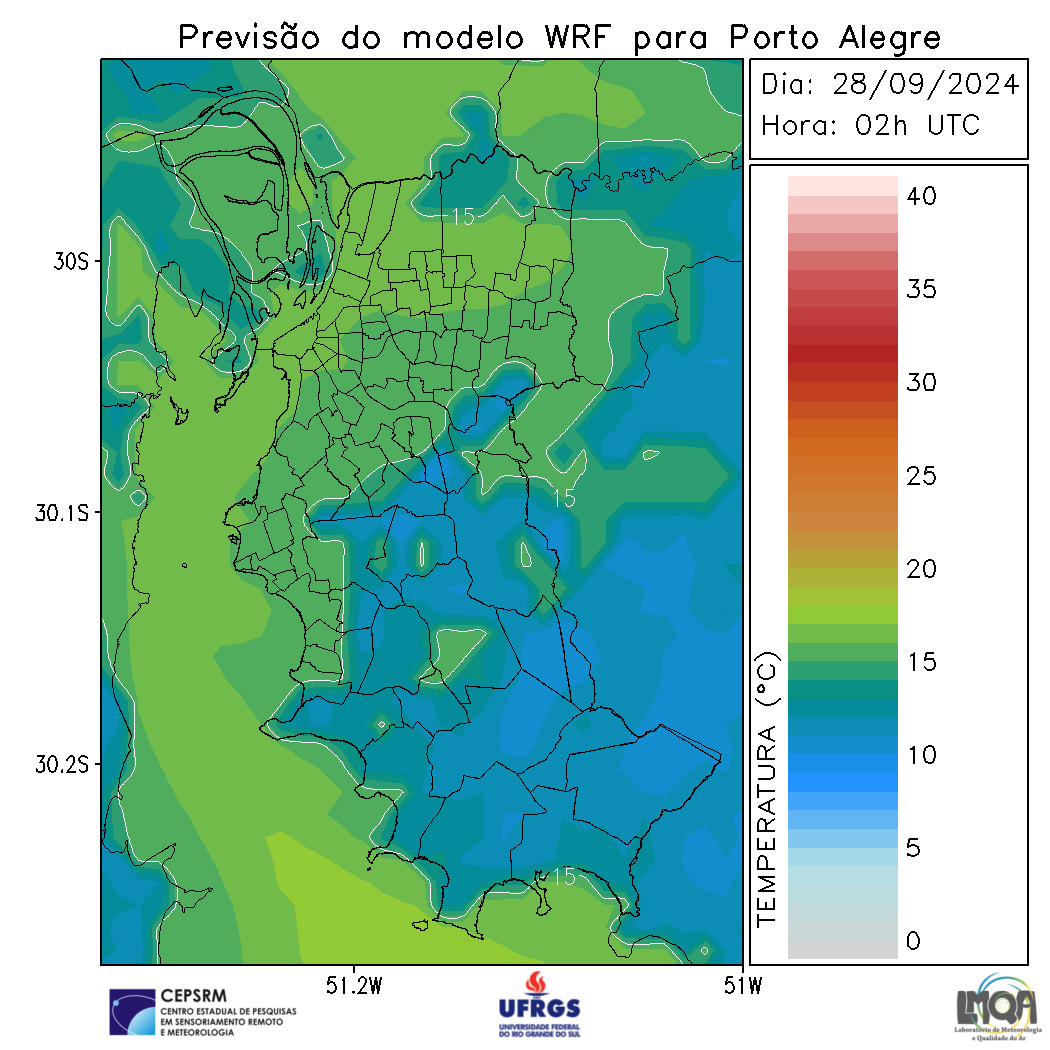 Previsão do modelo WRF para Porto Alegre
Dia: 28/09/2024
Hora: 02h UTC
30S
30.1S
30.2S
51.2W
51W
15
15
15
TEMPERATURA (°C)
40
35
30
25
20
15
10
5
0
CEPSRM
CENTRO ESTADUAL DE PESQUISAS
EM SENSORIAMENTO REMOTO
E METEOROLOGIA
UFRGS
UNIVERSIDADE FEDERAL
DO RIO GRANDE DO SUL
LMQA
Laboratório de Meteorologia
e Qualidade do Ar